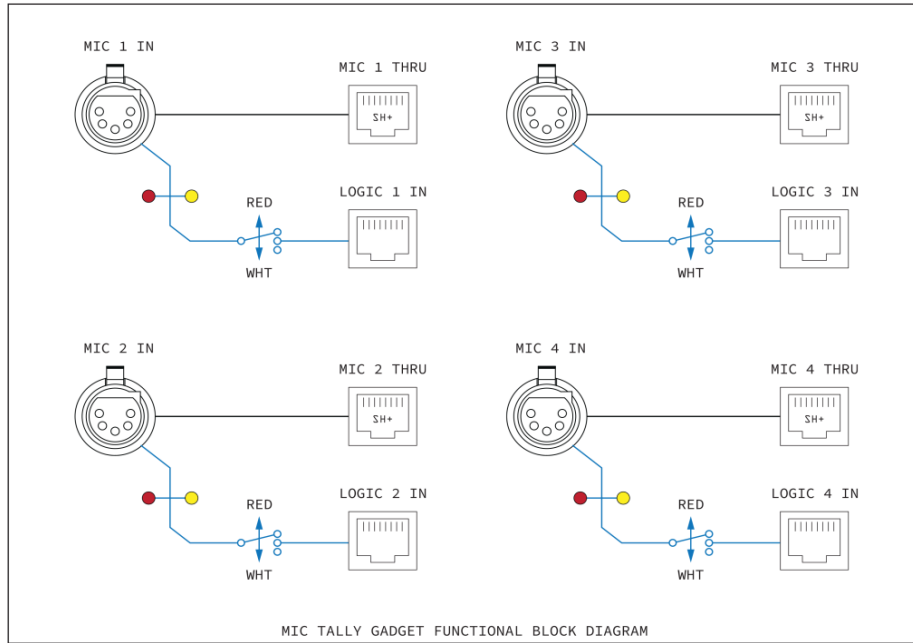 MIC 1 IN
MIC 1 THRU
SH+
LOGIC 1 IN
RED
WHT
MIC 3 IN
MIC 3 THRU
SH+
LOGIC 3 IN
RED
WHT
MIC 2 IN
MIC 2 THRU
SH+
LOGIC 2 IN
RED
WHT
MIC 4 IN
MIC 4 THRU
SH+
LOGIC 4 IN
RED
WHT
MIC TALLY GADGET FUNCTIONAL BLOCK DIAGRAM